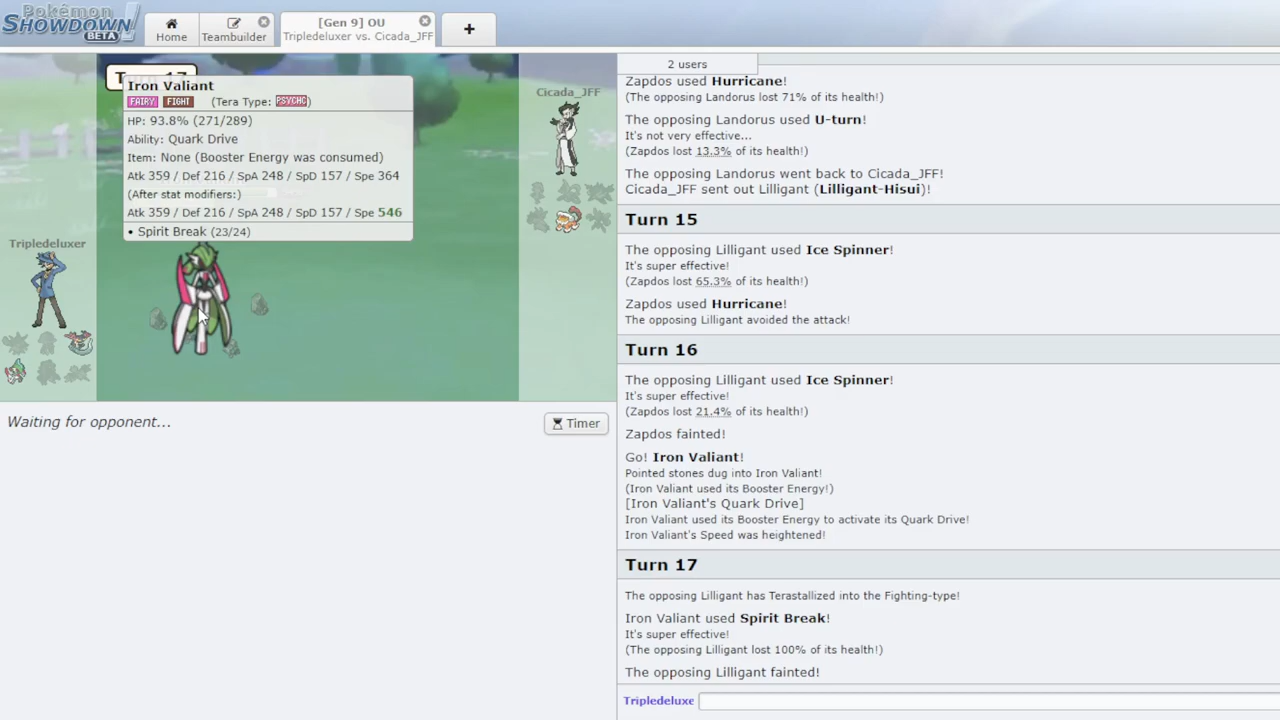 Pokémon
SHOWDOWN!
BETA
Home
Teambuilder
[Gen 9] OU
Tripledeluxer vs. Cicada_JFF
+
Turn 17
Iron Valiant
FAIRY FIGHT (Tera Type: PSYCHC)
HP: 93.8% (271/289)
Ability: Quark Drive
Item: None (Booster Energy was consumed)
Atk 359 / Def 216 / SpA 248 / SpD 157 / Spe 364
(After stat modifiers:)
Atk 359 / Def 216 / SpA 248 / SpD 157 / Spe 546
• Spirit Break (23/24)
Tripledeluxer
Cicada_JFF
Waiting for opponent...
Timer
2 users
Zapdos used Hurricane!
(The opposing Landorus lost 71% of its health!)
The opposing Landorus used U-turn!
It's not very effective...
(Zapdos lost 13.3% of its health!)
The opposing Landorus went back to Cicada_JFF!
Cicada_JFF sent out Lilligant (Lilligant-Hisui)!
Turn 15
The opposing Lilligant used Ice Spinner!
It's super effective!
(Zapdos lost 65.3% of its health!)
Zapdos used Hurricane!
The opposing Lilligant avoided the attack!
Turn 16
The opposing Lilligant used Ice Spinner!
It's super effective!
(Zapdos lost 21.4% of its health!)
Zapdos fainted!
Go! Iron Valiant!
Pointed stones dug into Iron Valiant!
(Iron Valiant used its Booster Energy!)
[Iron Valiant's Quark Drive]
Iron Valiant used its Booster Energy to activate its Quark Drive!
Iron Valiant's Speed was heightened!
Turn 17
The opposing Lilligant has Terastallized into the Fighting-type!
Iron Valiant used Spirit Break!
It's super effective!
(The opposing Lilligant lost 100% of its health!)
The opposing Lilligant fainted!
Tripledeluxe